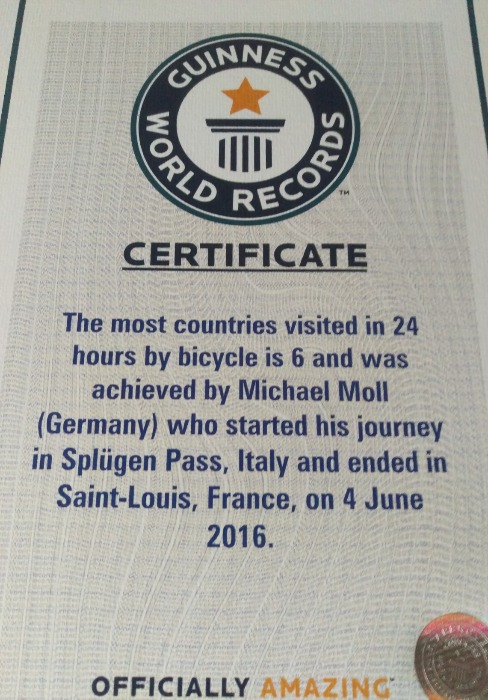 GUINNESS
WORLD RECORDS
™
CERTIFICATE
The most countries visited in 24
hours by bicycle is 6 and was
achieved by Michael Moll
(Germany) who started his journey
in Splügen Pass, Italy and ended in
Saint-Louis, France, on 4 June
2016.
OFFICIALLY AMAZING™